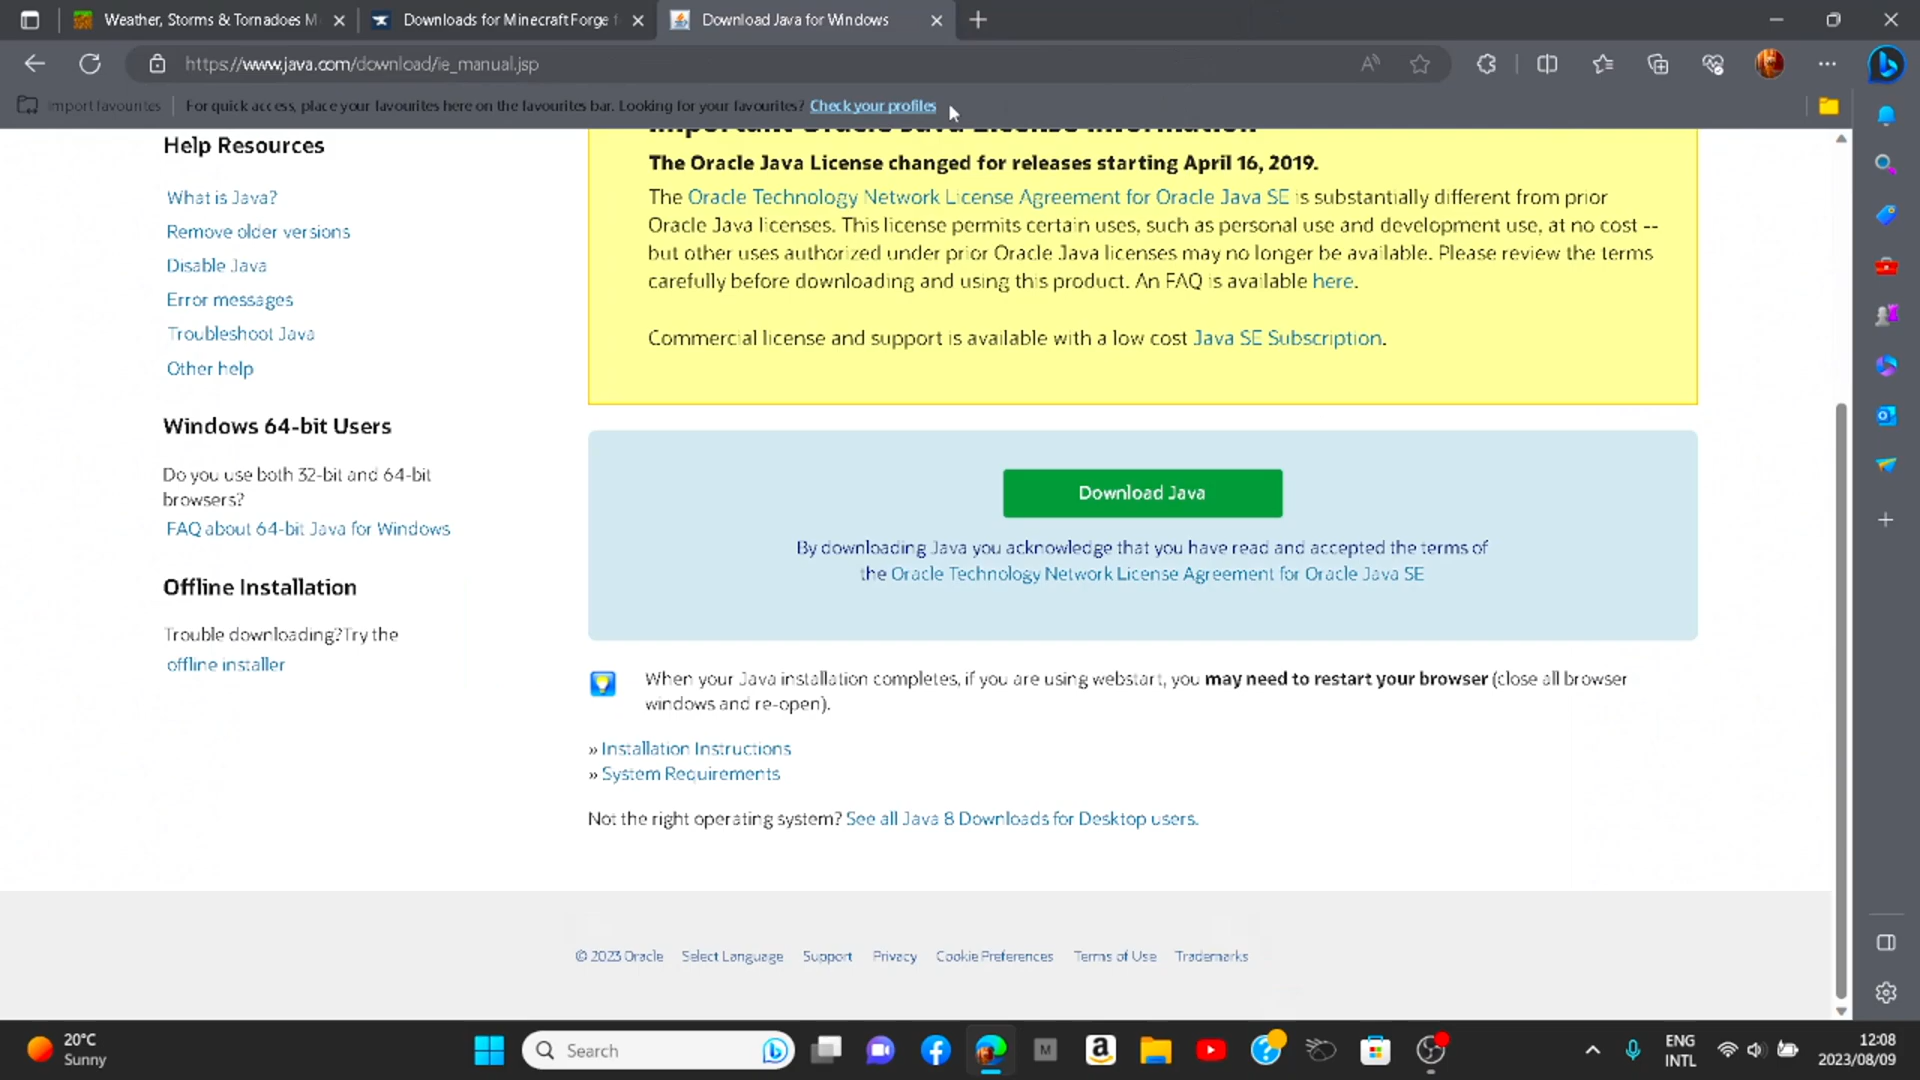 Weather, Storms & Tornadoes M
Downloads for Minecraft Forge f
Download Java for Windows
https://www.java.com/download/ie_manual.jsp
Import favourites
For quick access, place your favourites here on the favourites bar. Looking for your favourites? Check your profiles
Help Resources
What is Java?
Remove older versions
Disable Java
Error messages
Troubleshoot Java
Other help
Windows 64-bit Users
Do you use both 32-bit and 64-bit
browsers?
FAQ about 64-bit Java for Windows
Offline Installation
Trouble downloading?Try the
offline installer
Important Oracle Java License Information
The Oracle Java License changed for releases starting April 16, 2019.
The Oracle Technology Network License Agreement for Oracle Java SE is substantially different from prior
Oracle Java licenses. This license permits certain uses, such as personal use and development use, at no cost --
but other uses authorized under prior Oracle Java licenses may no longer be available. Please review the terms
carefully before downloading and using this product. An FAQ is available here.
Commercial license and support is available with a low cost Java SE Subscription.
Download Java
By downloading Java you acknowledge that you have read and accepted the terms of
the Oracle Technology Network License Agreement for Oracle Java SE
When your Java installation completes, if you are using webstart, you may need to restart your browser (close all browser
windows and re-open).
» Installation Instructions
» System Requirements
Not the right operating system? See all Java 8 Downloads for Desktop users.
© 2023 Oracle Select Language Support Privacy Cookie Preferences Terms of Use Trademarks
20°C
Sunny
Search
M
ENG
INTL
12:08
2023/08/09